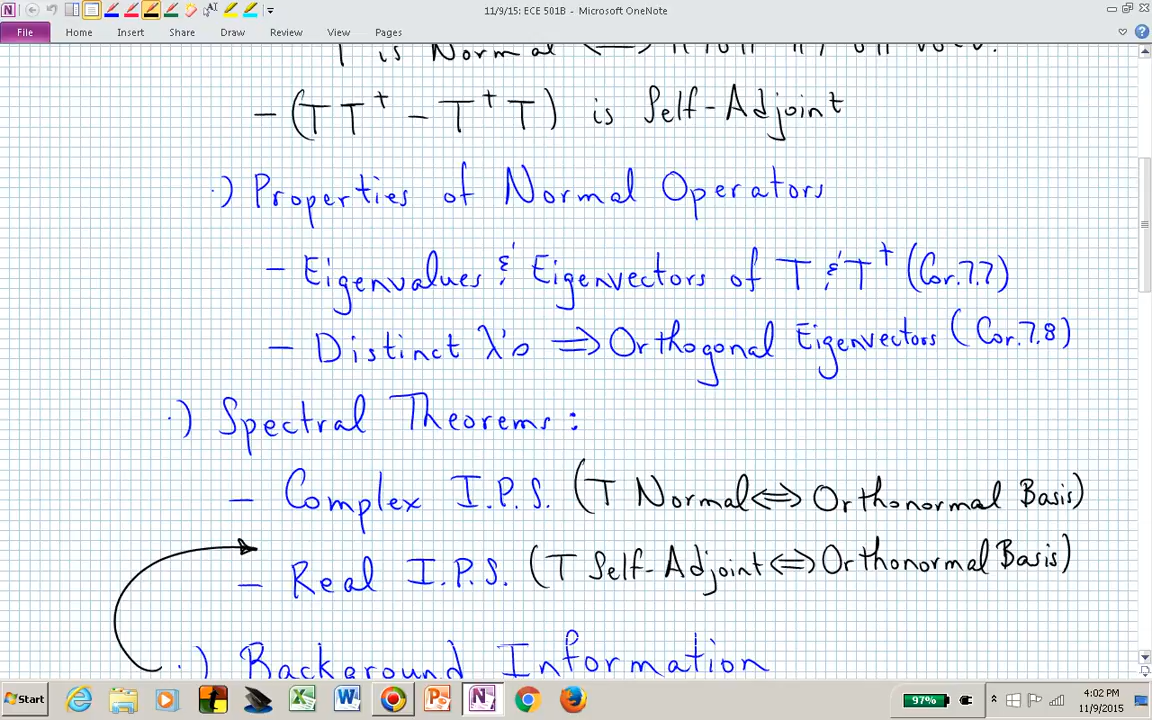 11/9/15: ECE 501B - Microsoft OneNote
File Home Insert Share Draw Review View Pages
T is Normal ⟺
- (TT† - T†T) is Self-Adjoint
·) Properties of Normal Operators
- Eigenvalues & Eigenvectors of T & T† (Cor. 7.7)
- Distinct λ's ⟹ Orthogonal Eigenvectors (Cor. 7.8)
·) Spectral Theorems:
- Complex I.P.S. (T Normal ⟺ Orthonormal Basis)
- Real I.P.S. (T Self-Adjoint ⟺ Orthonormal Basis)
·) Background Information
Start
97%
4:02 PM
11/9/2015